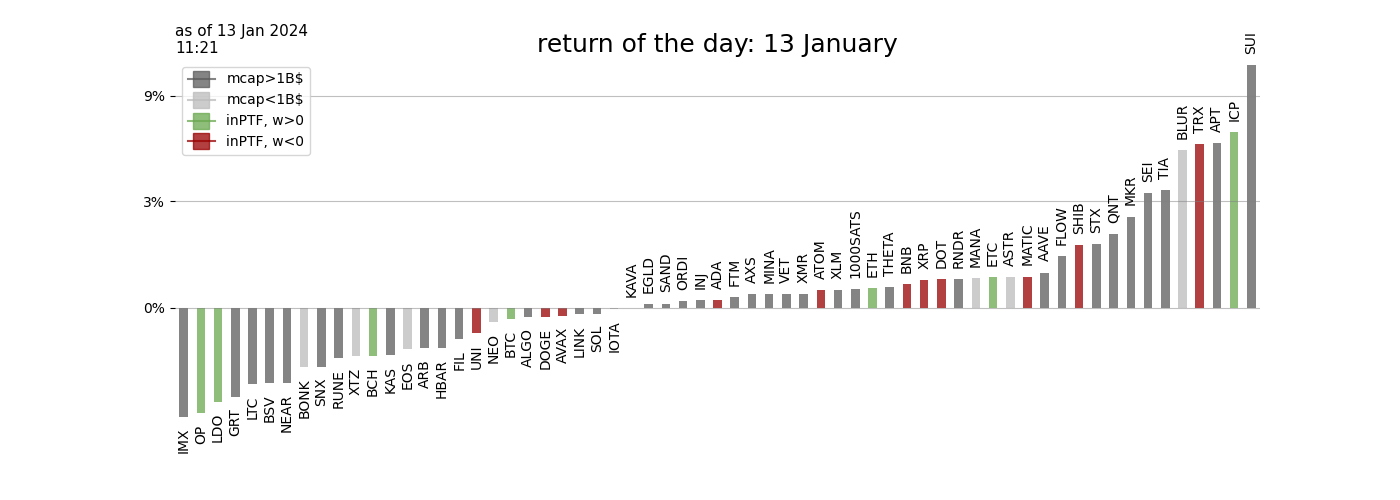 as of 13 Jan 2024
11:21
return of the day: 13 January
mcap>1B$
mcap<1B$
inPTF, w>0
inPTF, w<0
9%
3%
0%
IMX
OP
LDO
GRT
LTC
BSV
NEAR
BONK
SNX
RUNE
XTZ
BCH
KAS
EOS
ARB
HBAR
FIL
UNI
NEO
BTC
ALGO
DOGE
AVAX
LINK
SOL
IOTA
KAVA
EGLD
SAND
ORDI
INJ
ADA
FTM
AXS
MINA
VET
XMR
ATOM
XLM
1000SATS
ETH
THETA
BNB
XRP
DOT
RNDR
MANA
ETC
ASTR
MATIC
AAVE
FLOW
SHIB
STX
QNT
MKR
SEI
TIA
BLUR
TRX
APT
ICP
SUI